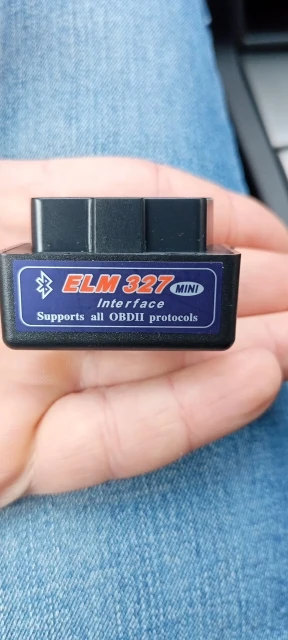 ELM 327 MINI
Interface
Supports all OBDII protocols